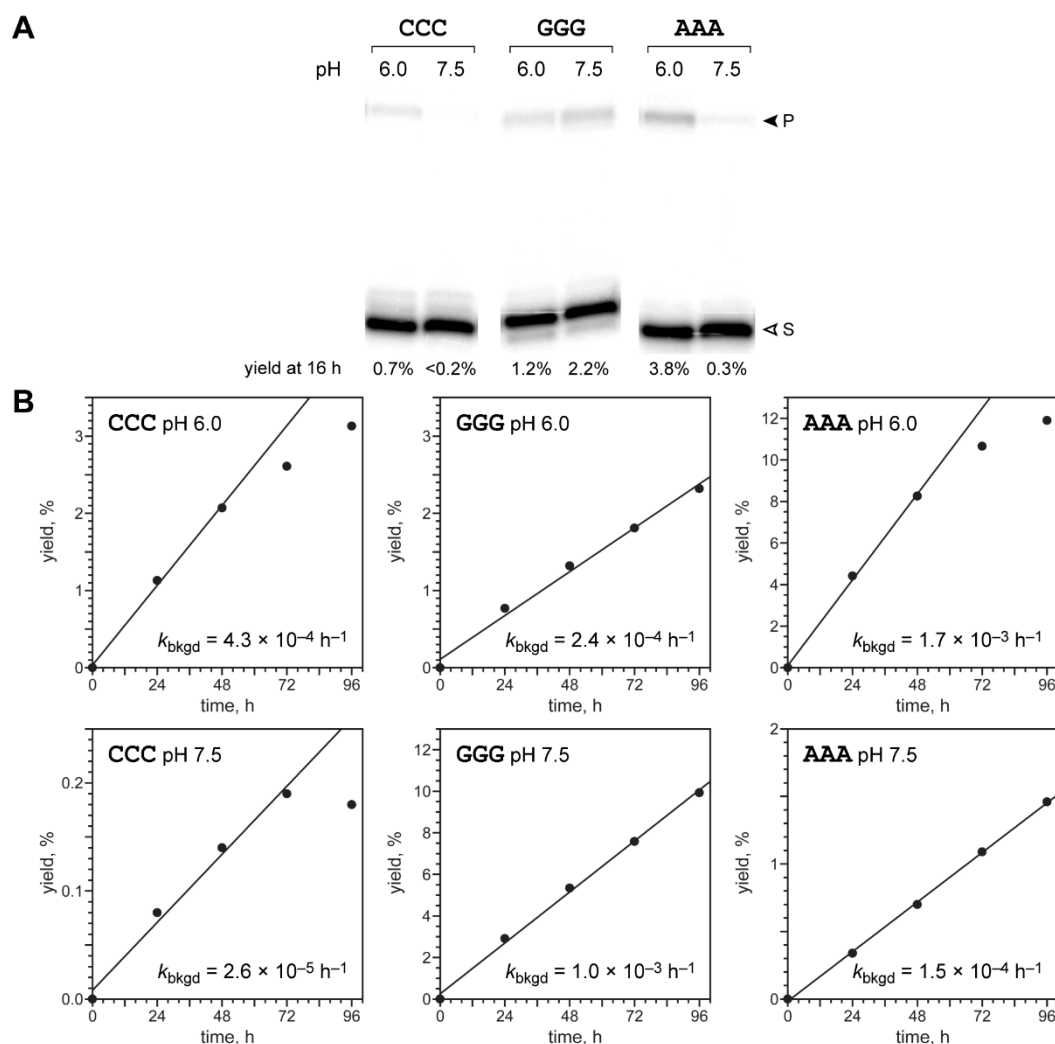 A
CCC GGG AAA
pH 6.0 7.5 6.0 7.5 6.0 7.5
P
S
yield at 16 h 0.7% <0.2% 1.2% 2.2% 3.8% 0.3%
B
CCC pH 6.0
yield, %
3
2
1
0
k_bkgd = 4.3 × 10⁻⁴ h⁻¹
0 24 48 72 96
time, h
GGG pH 6.0
yield, %
3
2
1
0
k_bkgd = 2.4 × 10⁻⁴ h⁻¹
0 24 48 72 96
time, h
AAA pH 6.0
yield, %
12
10
8
6
4
2
0
k_bkgd = 1.7 × 10⁻³ h⁻¹
0 24 48 72 96
time, h
CCC pH 7.5
yield, %
0.2
0.1
0.0
k_bkgd = 2.6 × 10⁻⁵ h⁻¹
0 24 48 72 96
time, h
GGG pH 7.5
yield, %
12
10
8
6
4
2
0
k_bkgd = 1.0 × 10⁻³ h⁻¹
0 24 48 72 96
time, h
AAA pH 7.5
yield, %
2
1
0
k_bkgd = 1.5 × 10⁻⁴ h⁻¹
0 24 48 72 96
time, h